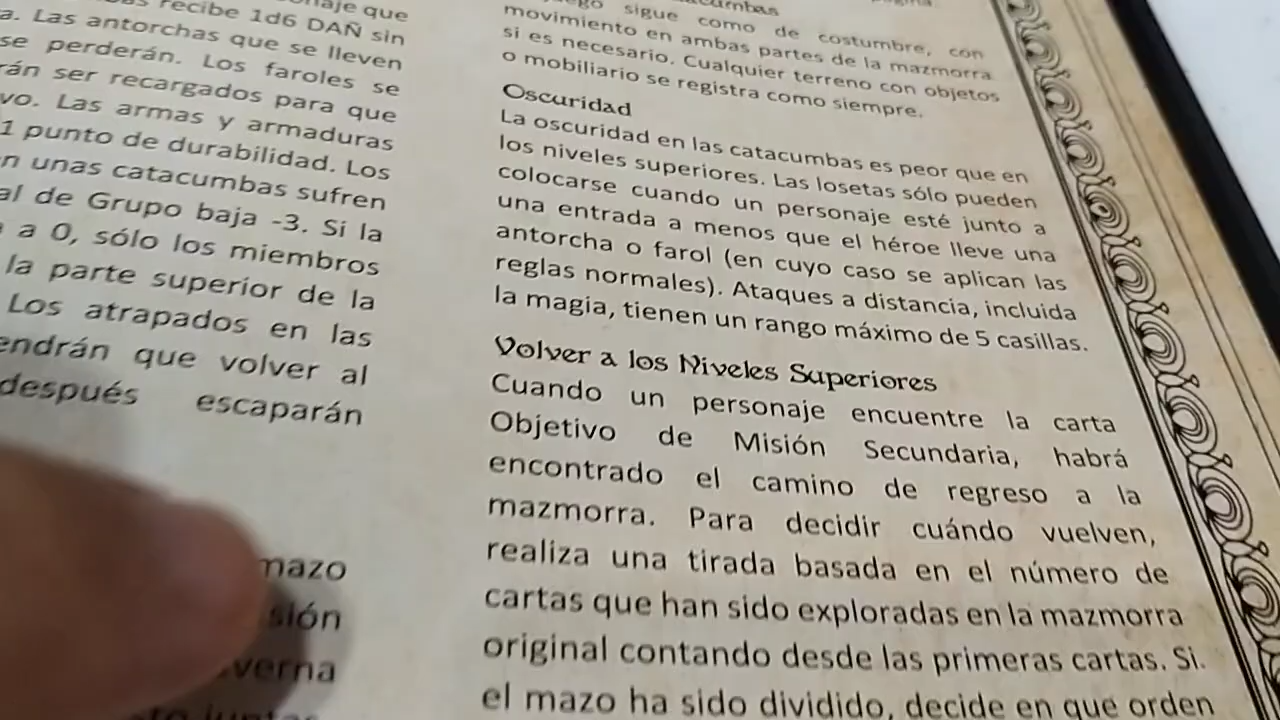 recibe 1d6 DAÑ sin
a. Las antorchas que se lleven
se perderán. Los faroles se
rán ser recargados para que
vo. Las armas y armaduras
1 punto de durabilidad. Los
n unas catacumbas sufren
al de Grupo baja -3. Si la
a 0, sólo los miembros
la parte superior de la
Los atrapados en las
endrán que volver al
después escaparán
mazo
sión
verna
sigue como de costumbre, con
movimiento en ambas partes de la mazmorra
si es necesario. Cualquier terreno con objetos
o mobiliario se registra como siempre.
Oscuridad
La oscuridad en las catacumbas es peor que en
los niveles superiores. Las losetas sólo pueden
colocarse cuando un personaje esté junto a
una entrada a menos que el héroe lleve una
antorcha o farol (en cuyo caso se aplican las
reglas normales). Ataques a distancia, incluida
la magia, tienen un rango máximo de 5 casillas.
Volver a los Niveles Superiores
Cuando un personaje encuentre la carta
Objetivo de Misión Secundaria, habrá
encontrado el camino de regreso a la
mazmorra. Para decidir cuándo vuelven,
realiza una tirada basada en el número de
cartas que han sido exploradas en la mazmorra
original contando desde las primeras cartas. Si.
el mazo ha sido dividido, decide en que orden